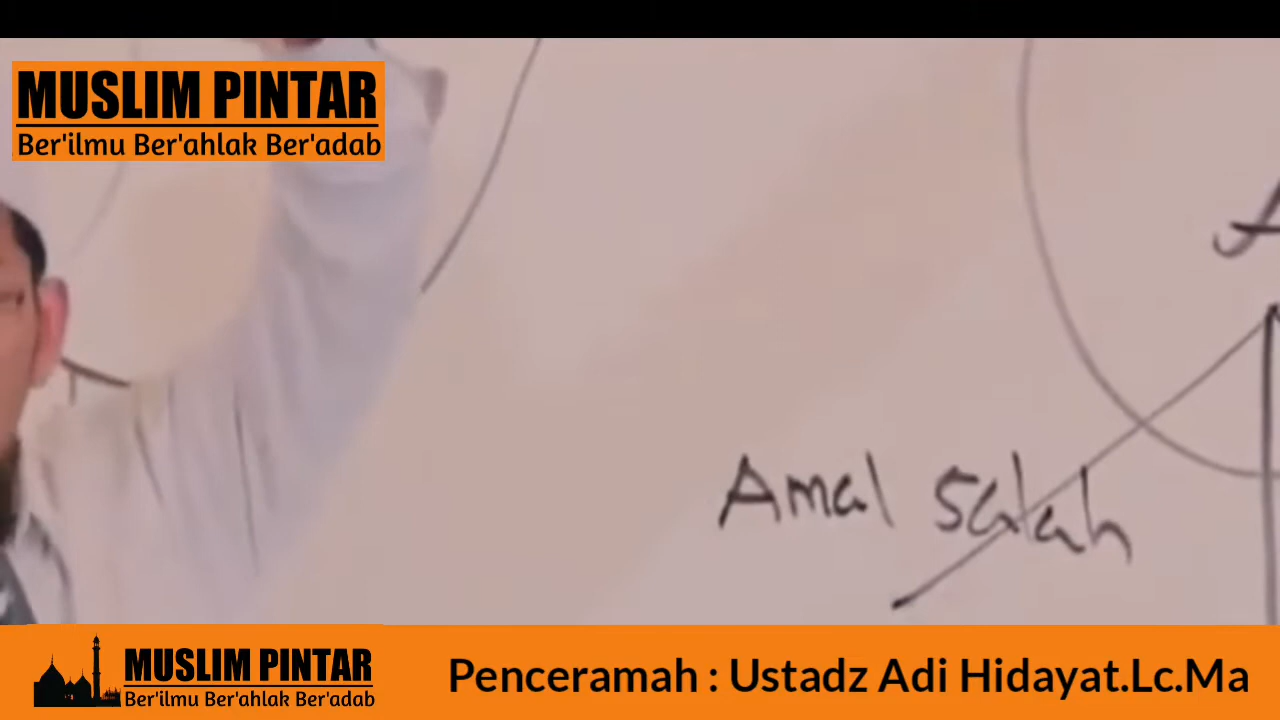 MUSLIM PINTAR
Ber'ilmu Ber'ahlak Ber'adab
Amal salah
MUSLIM PINTAR
Ber'ilmu Ber'ahlak Ber'adab
Penceramah : Ustadz Adi Hidayat.Lc.Ma